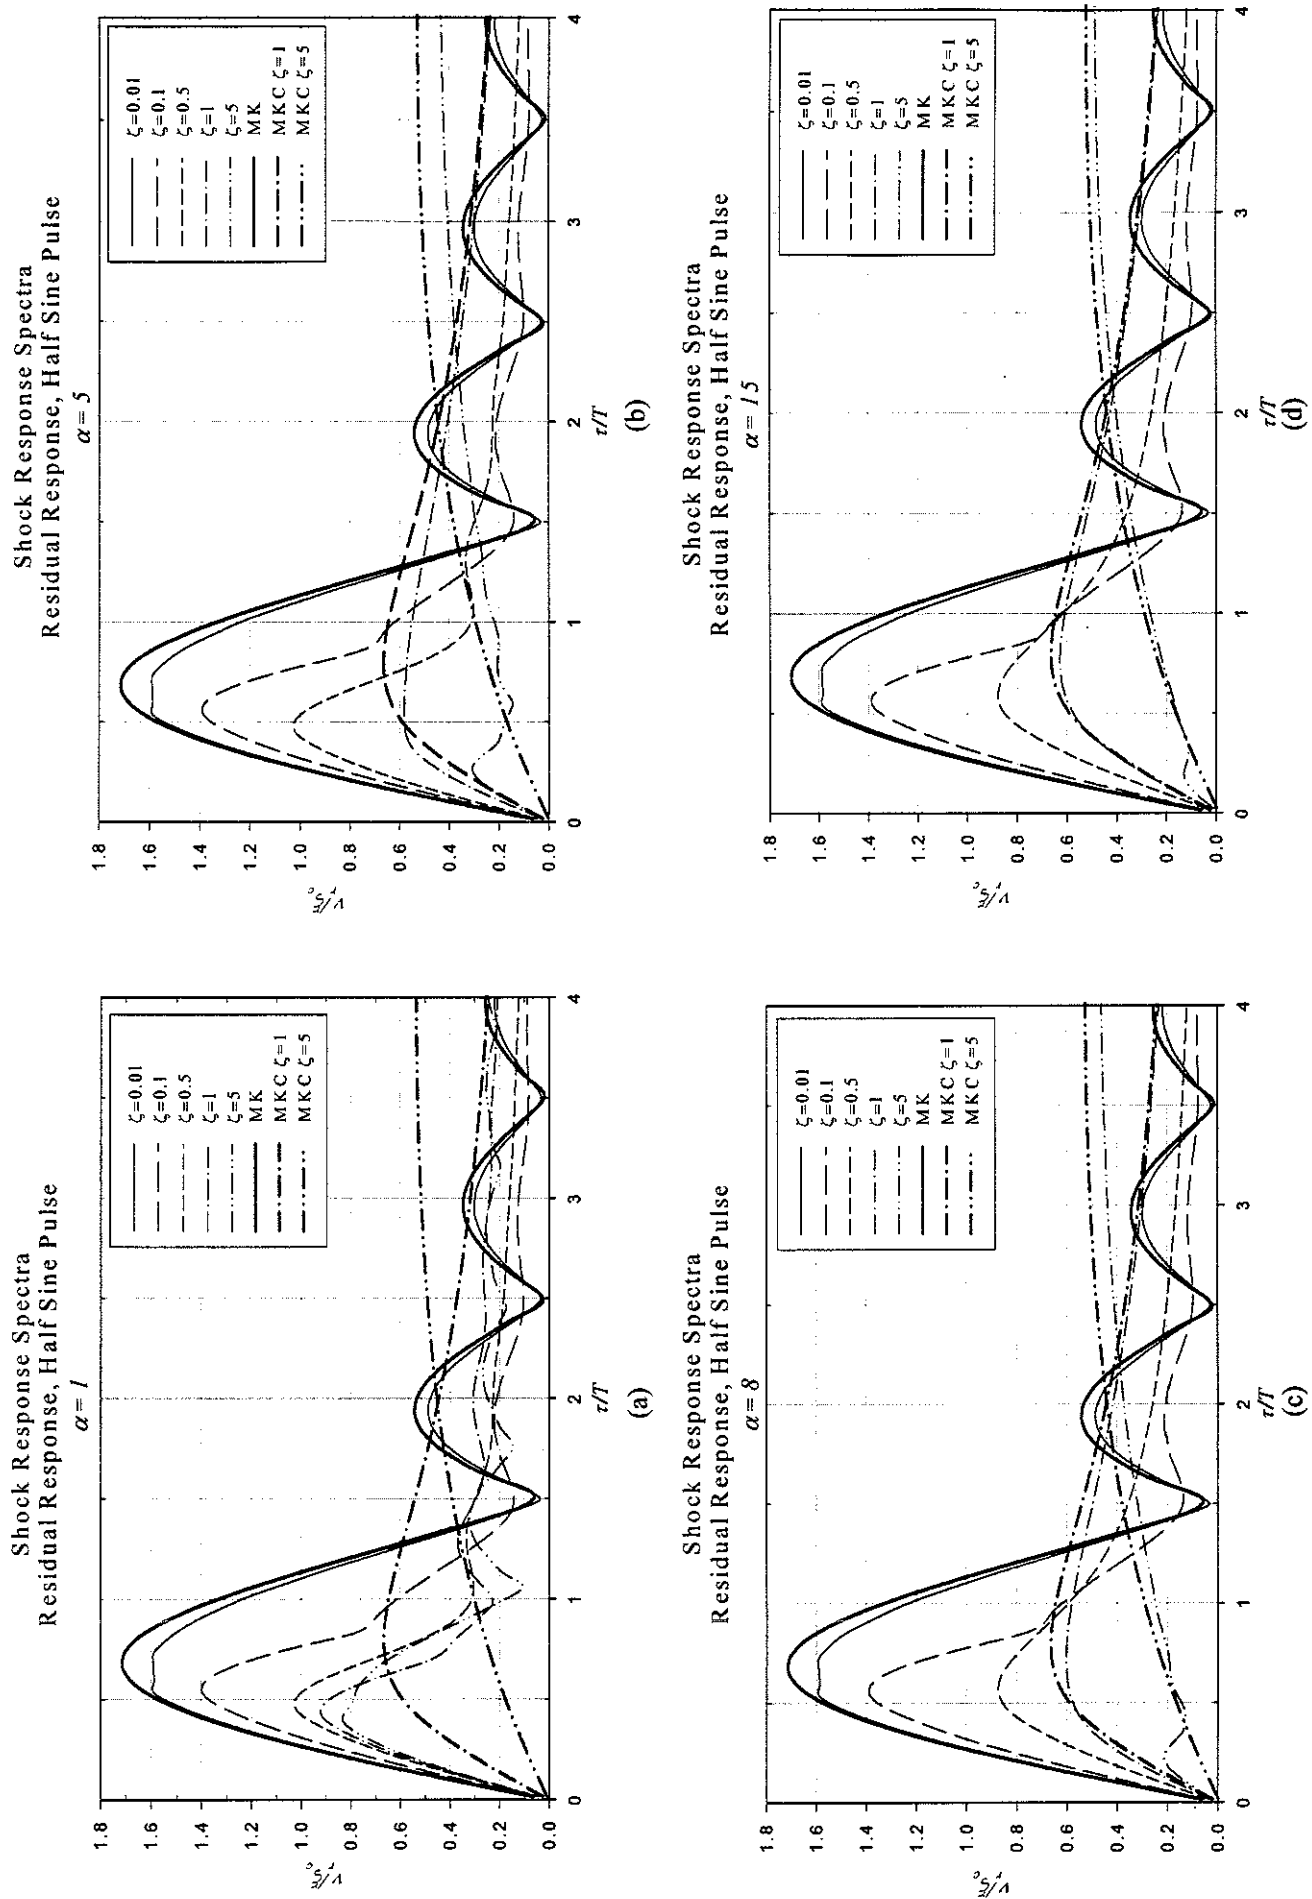 Shock Response Spectra
Residual Response, Half Sine Pulse
α= 1
1.8
1.6
1.4
1.2
1.0
0.8
0.6
0.4
0.2
0.0
ζ=0.01
ζ=0.1
ζ=0.5
ζ=1
ζ=5
MK
MKC ζ=1
MKC ζ=5
0
1
2
3
4
τ/T
(a)
Shock Response Spectra
Residual Response, Half Sine Pulse
α= 5
1.8
1.6
1.4
1.2
1.0
0.8
0.6
0.4
0.2
0.0
ζ=0.01
ζ=0.1
ζ=0.5
ζ=1
ζ=5
MK
MKC ζ=1
MKC ζ=5
0
1
2
3
4
τ/T
(b)
Shock Response Spectra
Residual Response, Half Sine Pulse
α= 8
1.8
1.6
1.4
1.2
1.0
0.8
0.6
0.4
0.2
0.0
ζ=0.01
ζ=0.1
ζ=0.5
ζ=1
ζ=5
MK
MKC ζ=1
MKC ζ=5
0
1
2
3
4
τ/T
(c)
Shock Response Spectra
Residual Response, Half Sine Pulse
α= 15
1.8
1.6
1.4
1.2
1.0
0.8
0.6
0.4
0.2
0.0
ζ=0.01
ζ=0.1
ζ=0.5
ζ=1
ζ=5
MK
MKC ζ=1
MKC ζ=5
0
1
2
3
4
τ/T
(d)